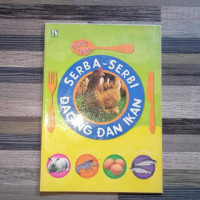 SERBA-SERBI
DAGING DAN IKAN